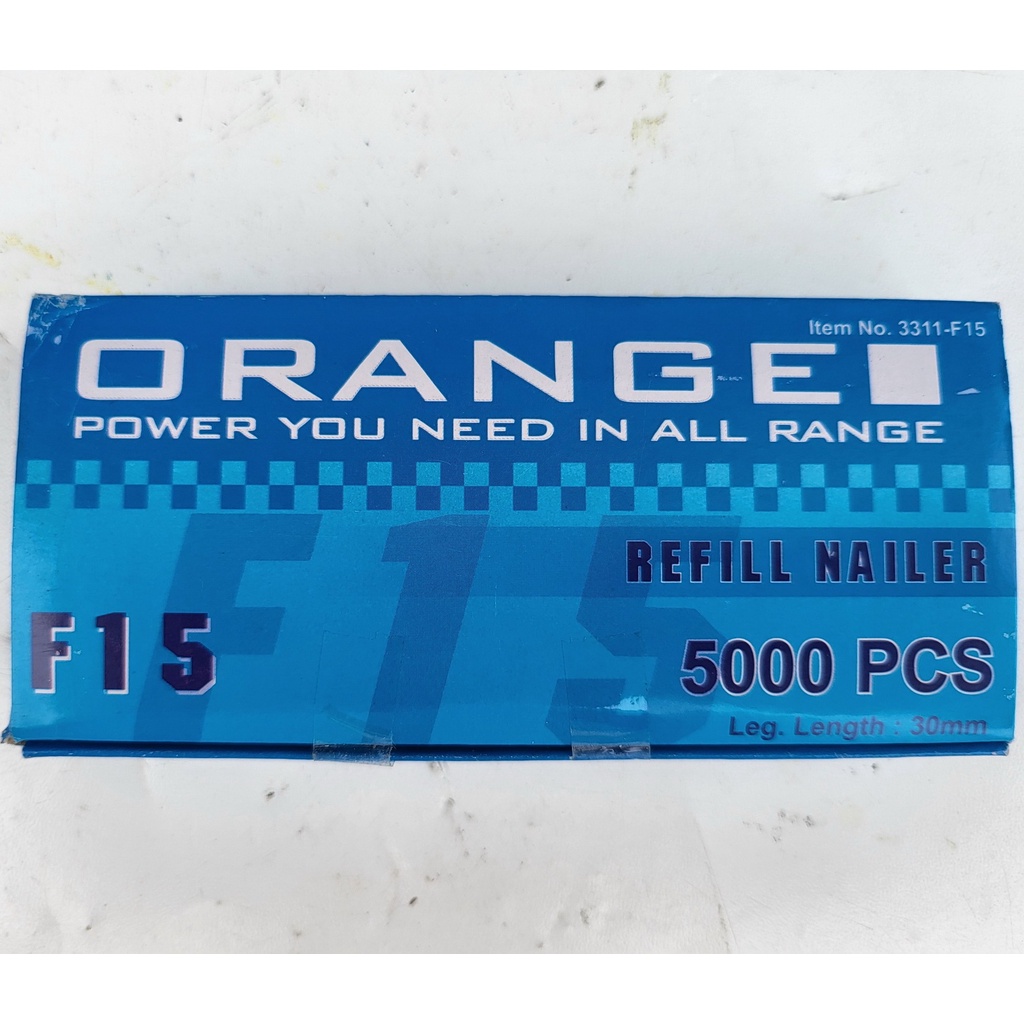 Item No. 3311-F15
ORANGE
POWER YOU NEED IN ALL RANGE
F15
REFILL NAILER
F15
5000 PCS
Leg. Length : 30mm